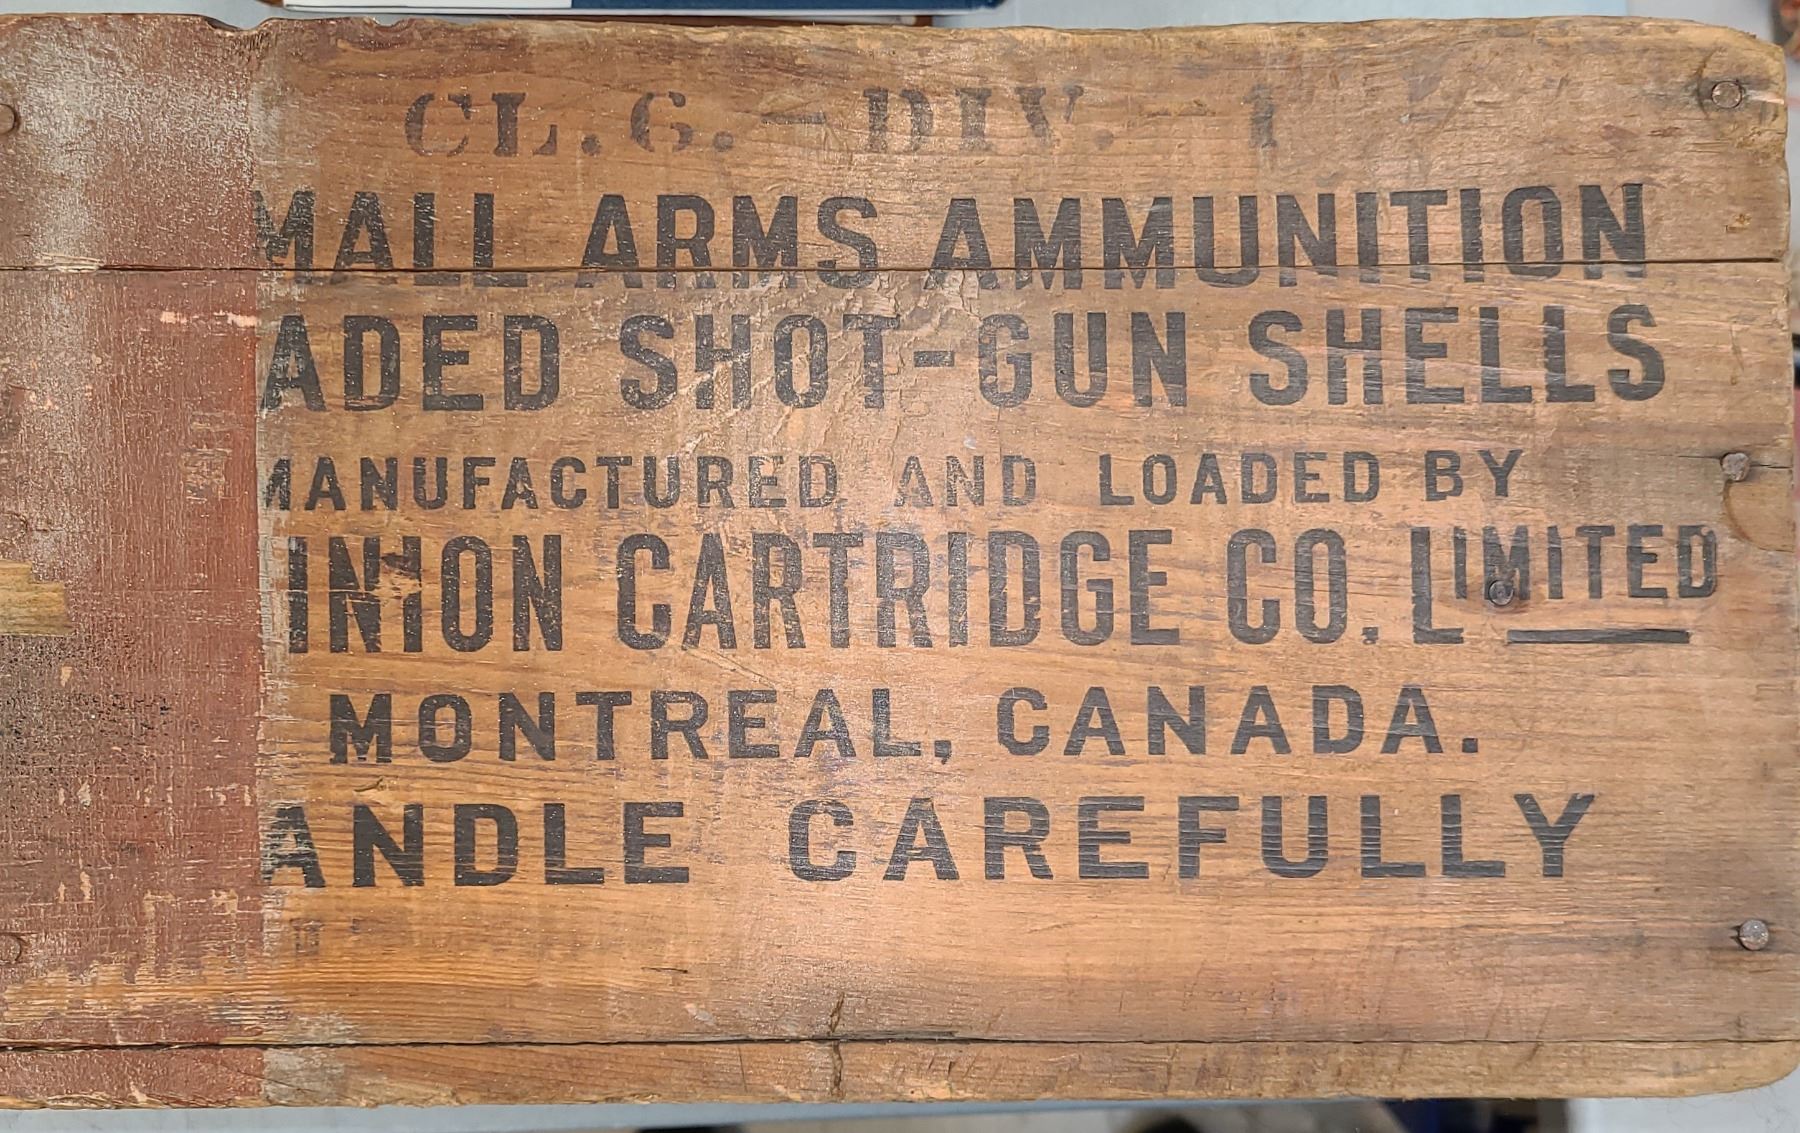 CL.6.-DIV.-1
MALL ARMS AMMUNITION
ADED SHOT-GUN SHELLS
MANUFACTURED AND LOADED BY
INION CARTRIDGE CO. LIMITED
MONTREAL, CANADA.
ANDLE CAREFULLY